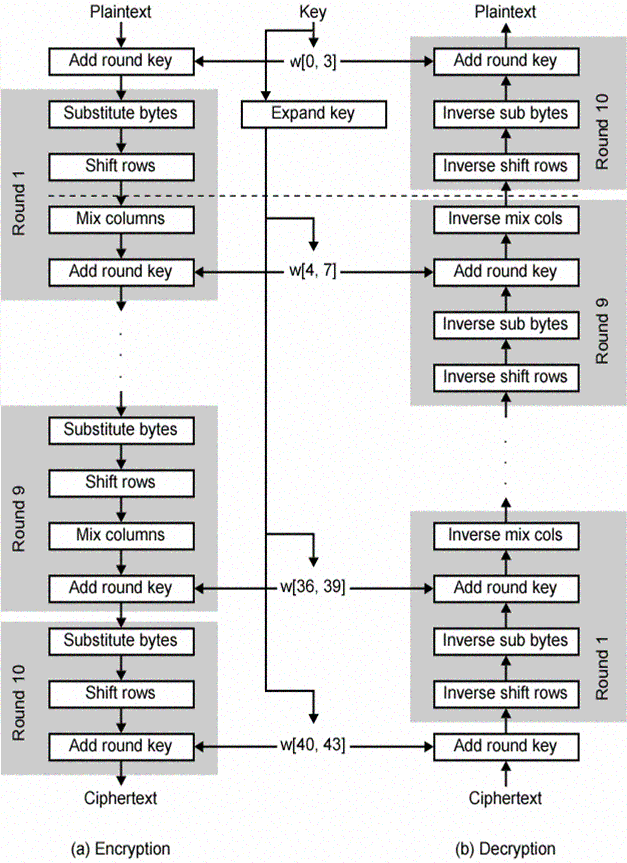 Plaintext
Key
Plaintext
Add round key
w[0, 3]
Add round key
Substitute bytes
Expand key
Inverse sub bytes
Round 10
Shift rows
Inverse shift rows
Round 1
Mix columns
Inverse mix cols
Add round key
w[4, 7]
Add round key
Round 9
Inverse sub bytes
Inverse shift rows
Substitute bytes
Shift rows
Round 9
Mix columns
Inverse mix cols
Add round key
w[36, 39]
Add round key
Substitute bytes
Inverse sub bytes
Round 1
Round 10
Shift rows
Inverse shift rows
Add round key
w[40, 43]
Add round key
Ciphertext
Ciphertext
(a) Encryption
(b) Decryption